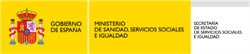 GOBIERNO
DE ESPAÑA
MINISTERIO
DE SANIDAD, SERVICIOS SOCIALES
E IGUALDAD
SECRETARÍA
DE ESTADO
DE SERVICIOS SOCIALES
E IGUALDAD